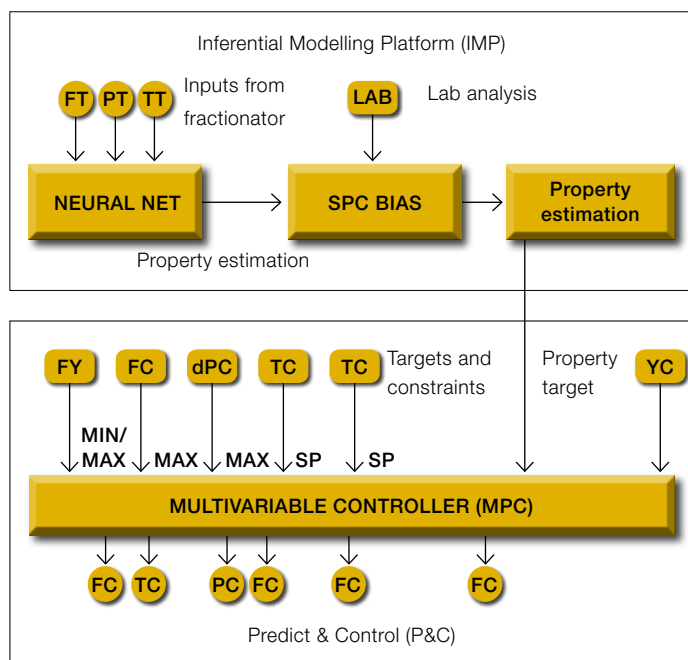 Inferential Modelling Platform (IMP)
FT PT TT
Inputs from
fractionator
LAB
Lab analysis
NEURAL NET
SPC BIAS
Property
estimation
Property estimation
FY FC dPC TC TC
Targets and
constraints
Property
target
YC
MIN/
MAX MAX MAX SP SP
MULTIVARIABLE CONTROLLER (MPC)
FC TC PC FC FC FC
Predict & Control (P&C)